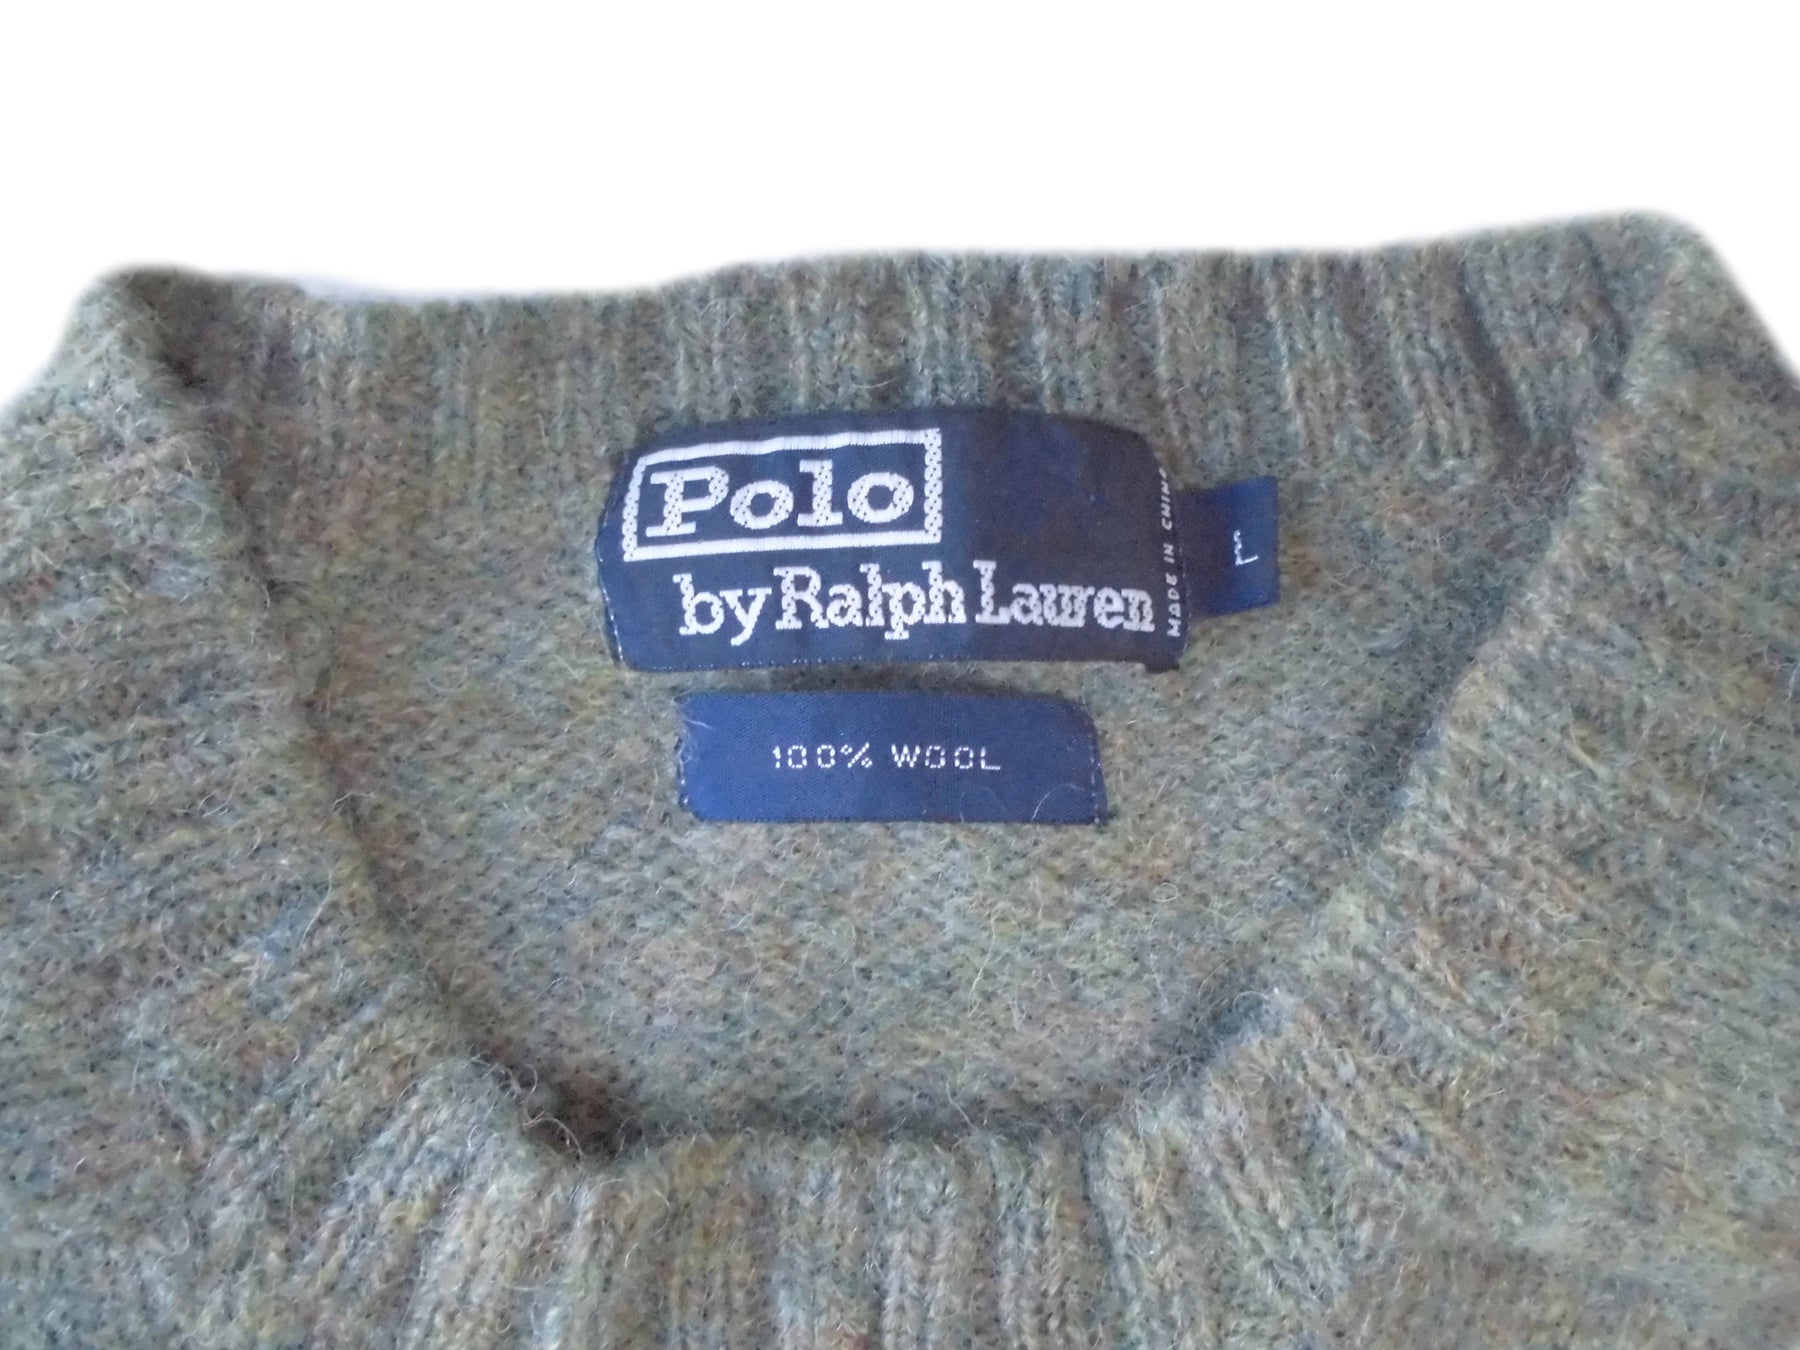 Polo
by Ralph Lauren
MADE IN CHINA
L
100% WOOL